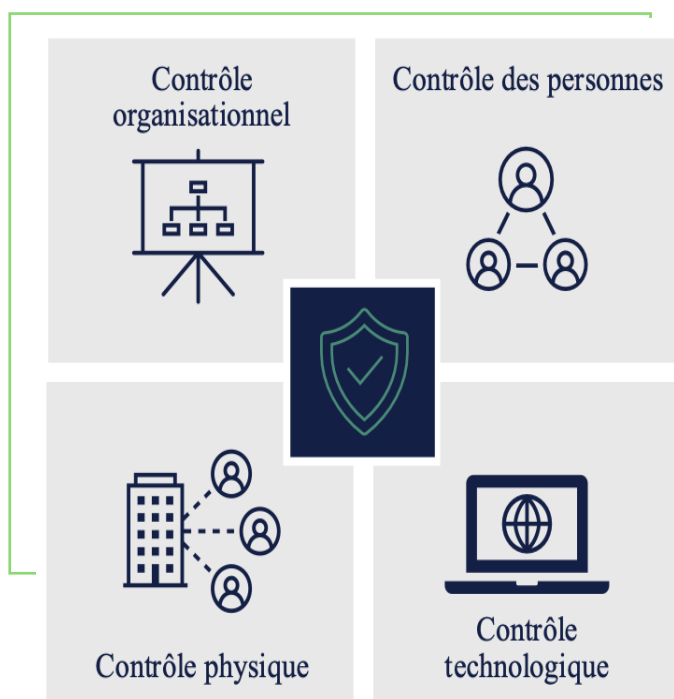 Contrôle
organisationnel
Contrôle des personnes
Contrôle physique
Contrôle
technologique